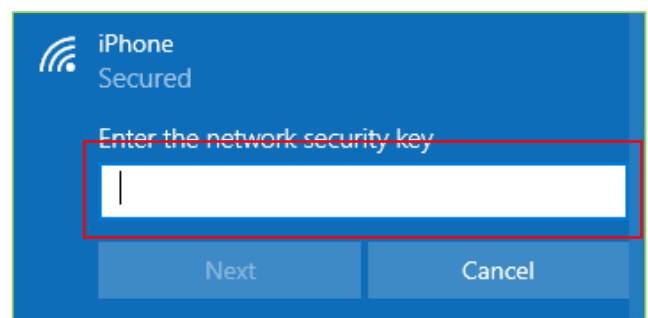 iPhone
Secured
Enter the network security key
Next
Cancel